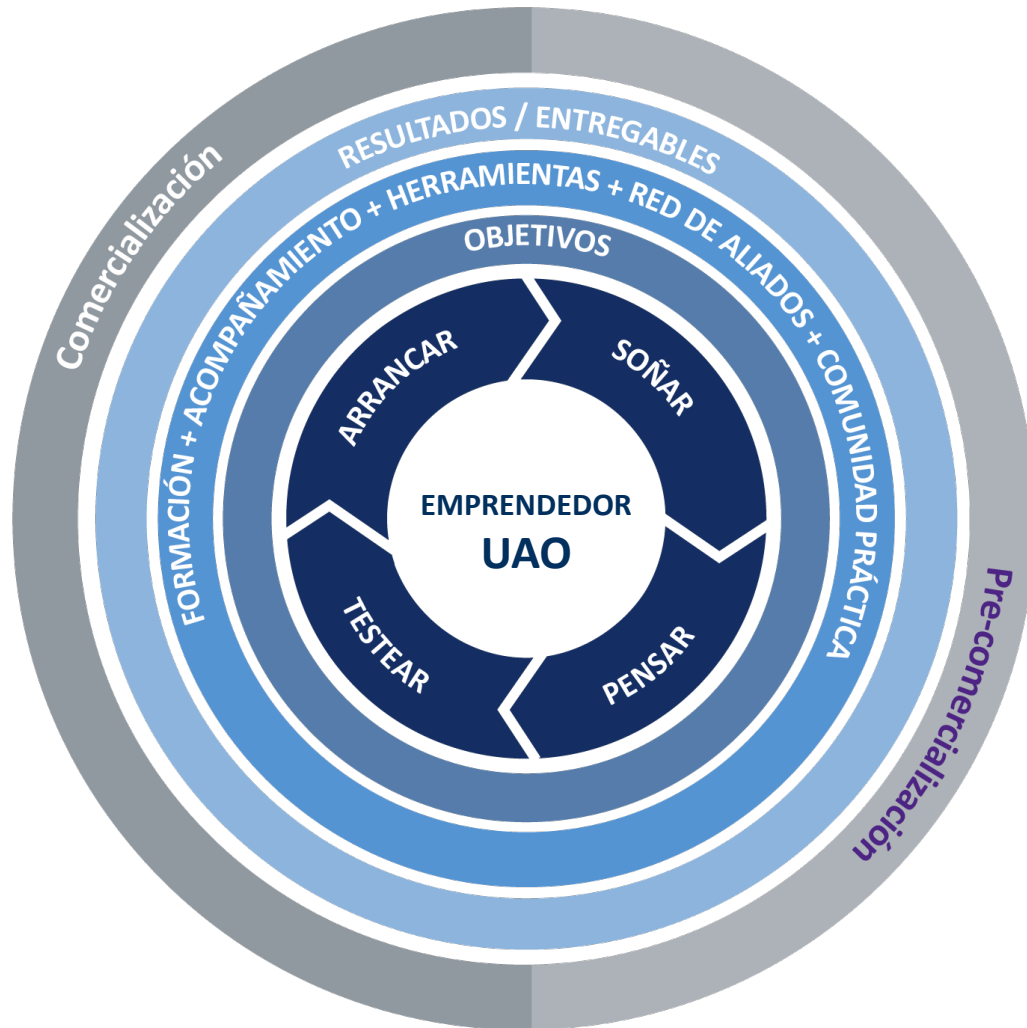 Comercialización
Pre-comercialización
RESULTADOS / ENTREGABLES
FORMACIÓN + ACOMPAÑAMIENTO + HERRAMIENTAS + RED DE ALIADOS + COMUNIDAD PRÁCTICA
OBJETIVOS
SOÑAR
PENSAR
TESTEAR
ARRANCAR
EMPRENDEDOR
UAO